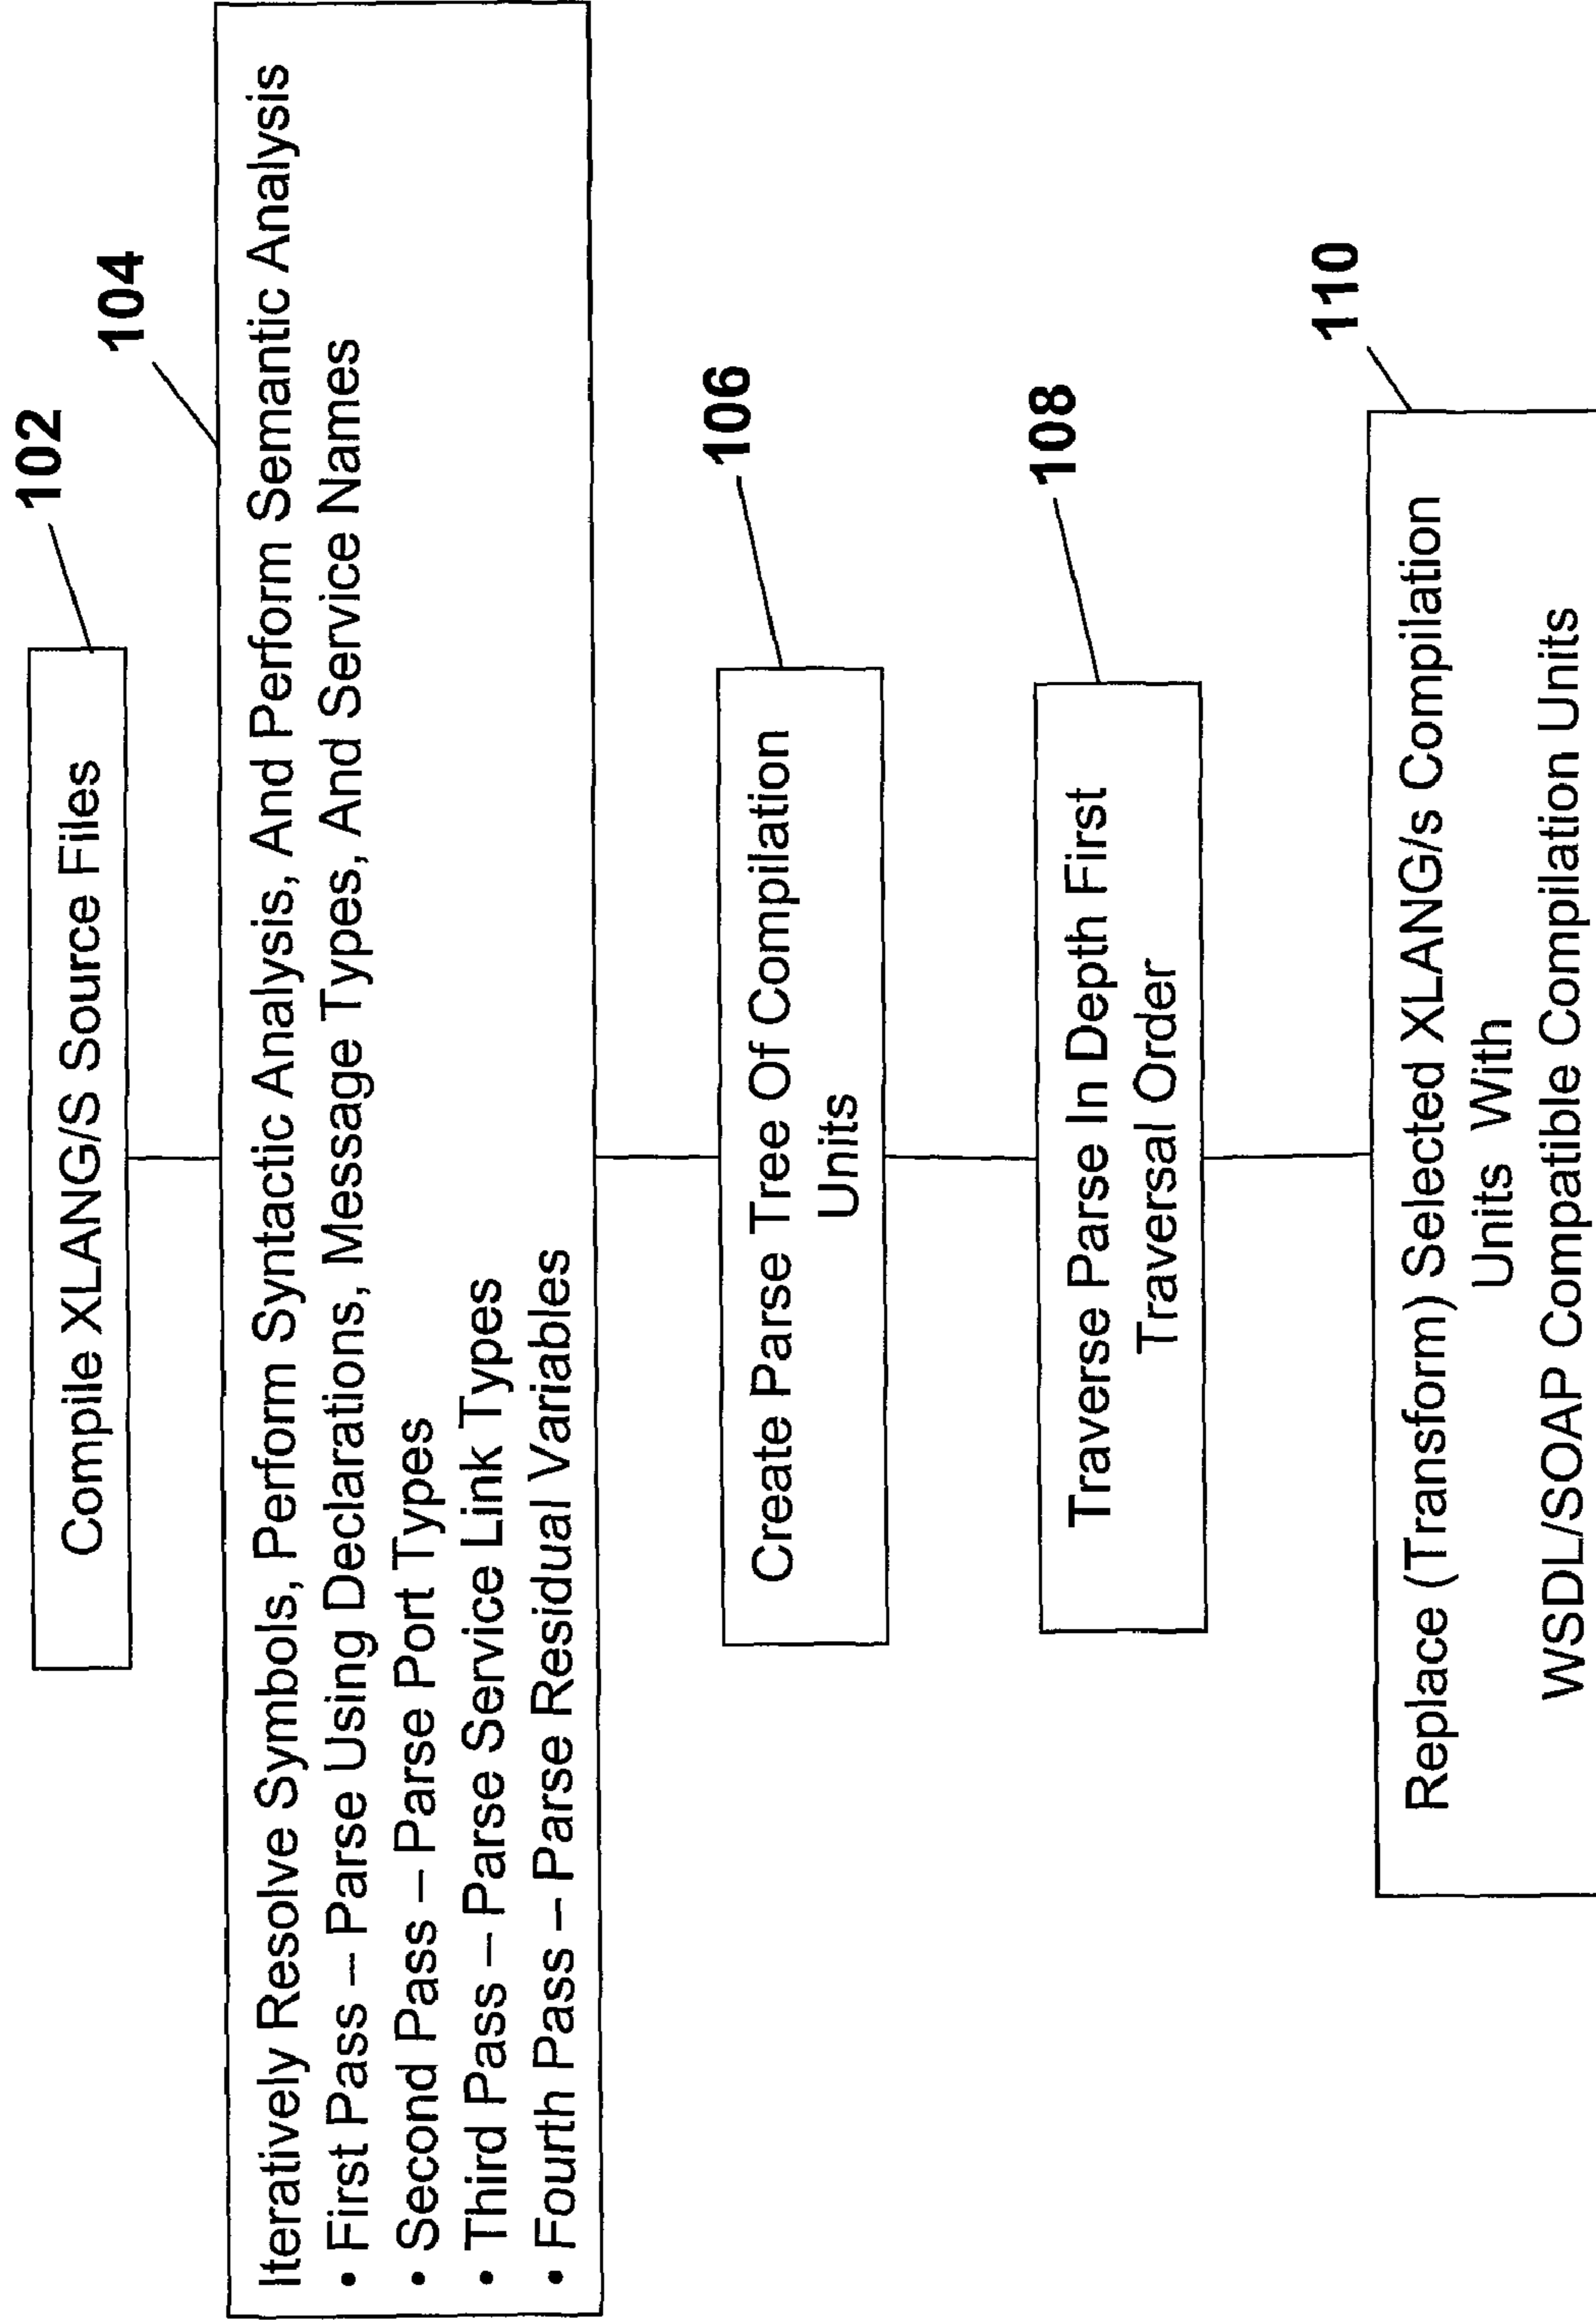 102
Compile XLANG/S Source Files
104
Iteratively Resolve Symbols, Perform Syntactic Analysis, And Perform Semantic Analysis
• First Pass – Parse Using Declarations, Message Types, And Service Names
• Second Pass – Parse Port Types
• Third Pass – Parse Service Link Types
• Fourth Pass – Parse Residual Variables
106
Create Parse Tree Of Compilation
Units
108
Traverse Parse In Depth First
Traversal Order
110
Replace (Transform) Selected XLANG/s Compilation
Units With
WSDL/SOAP Compatible Compilation Units